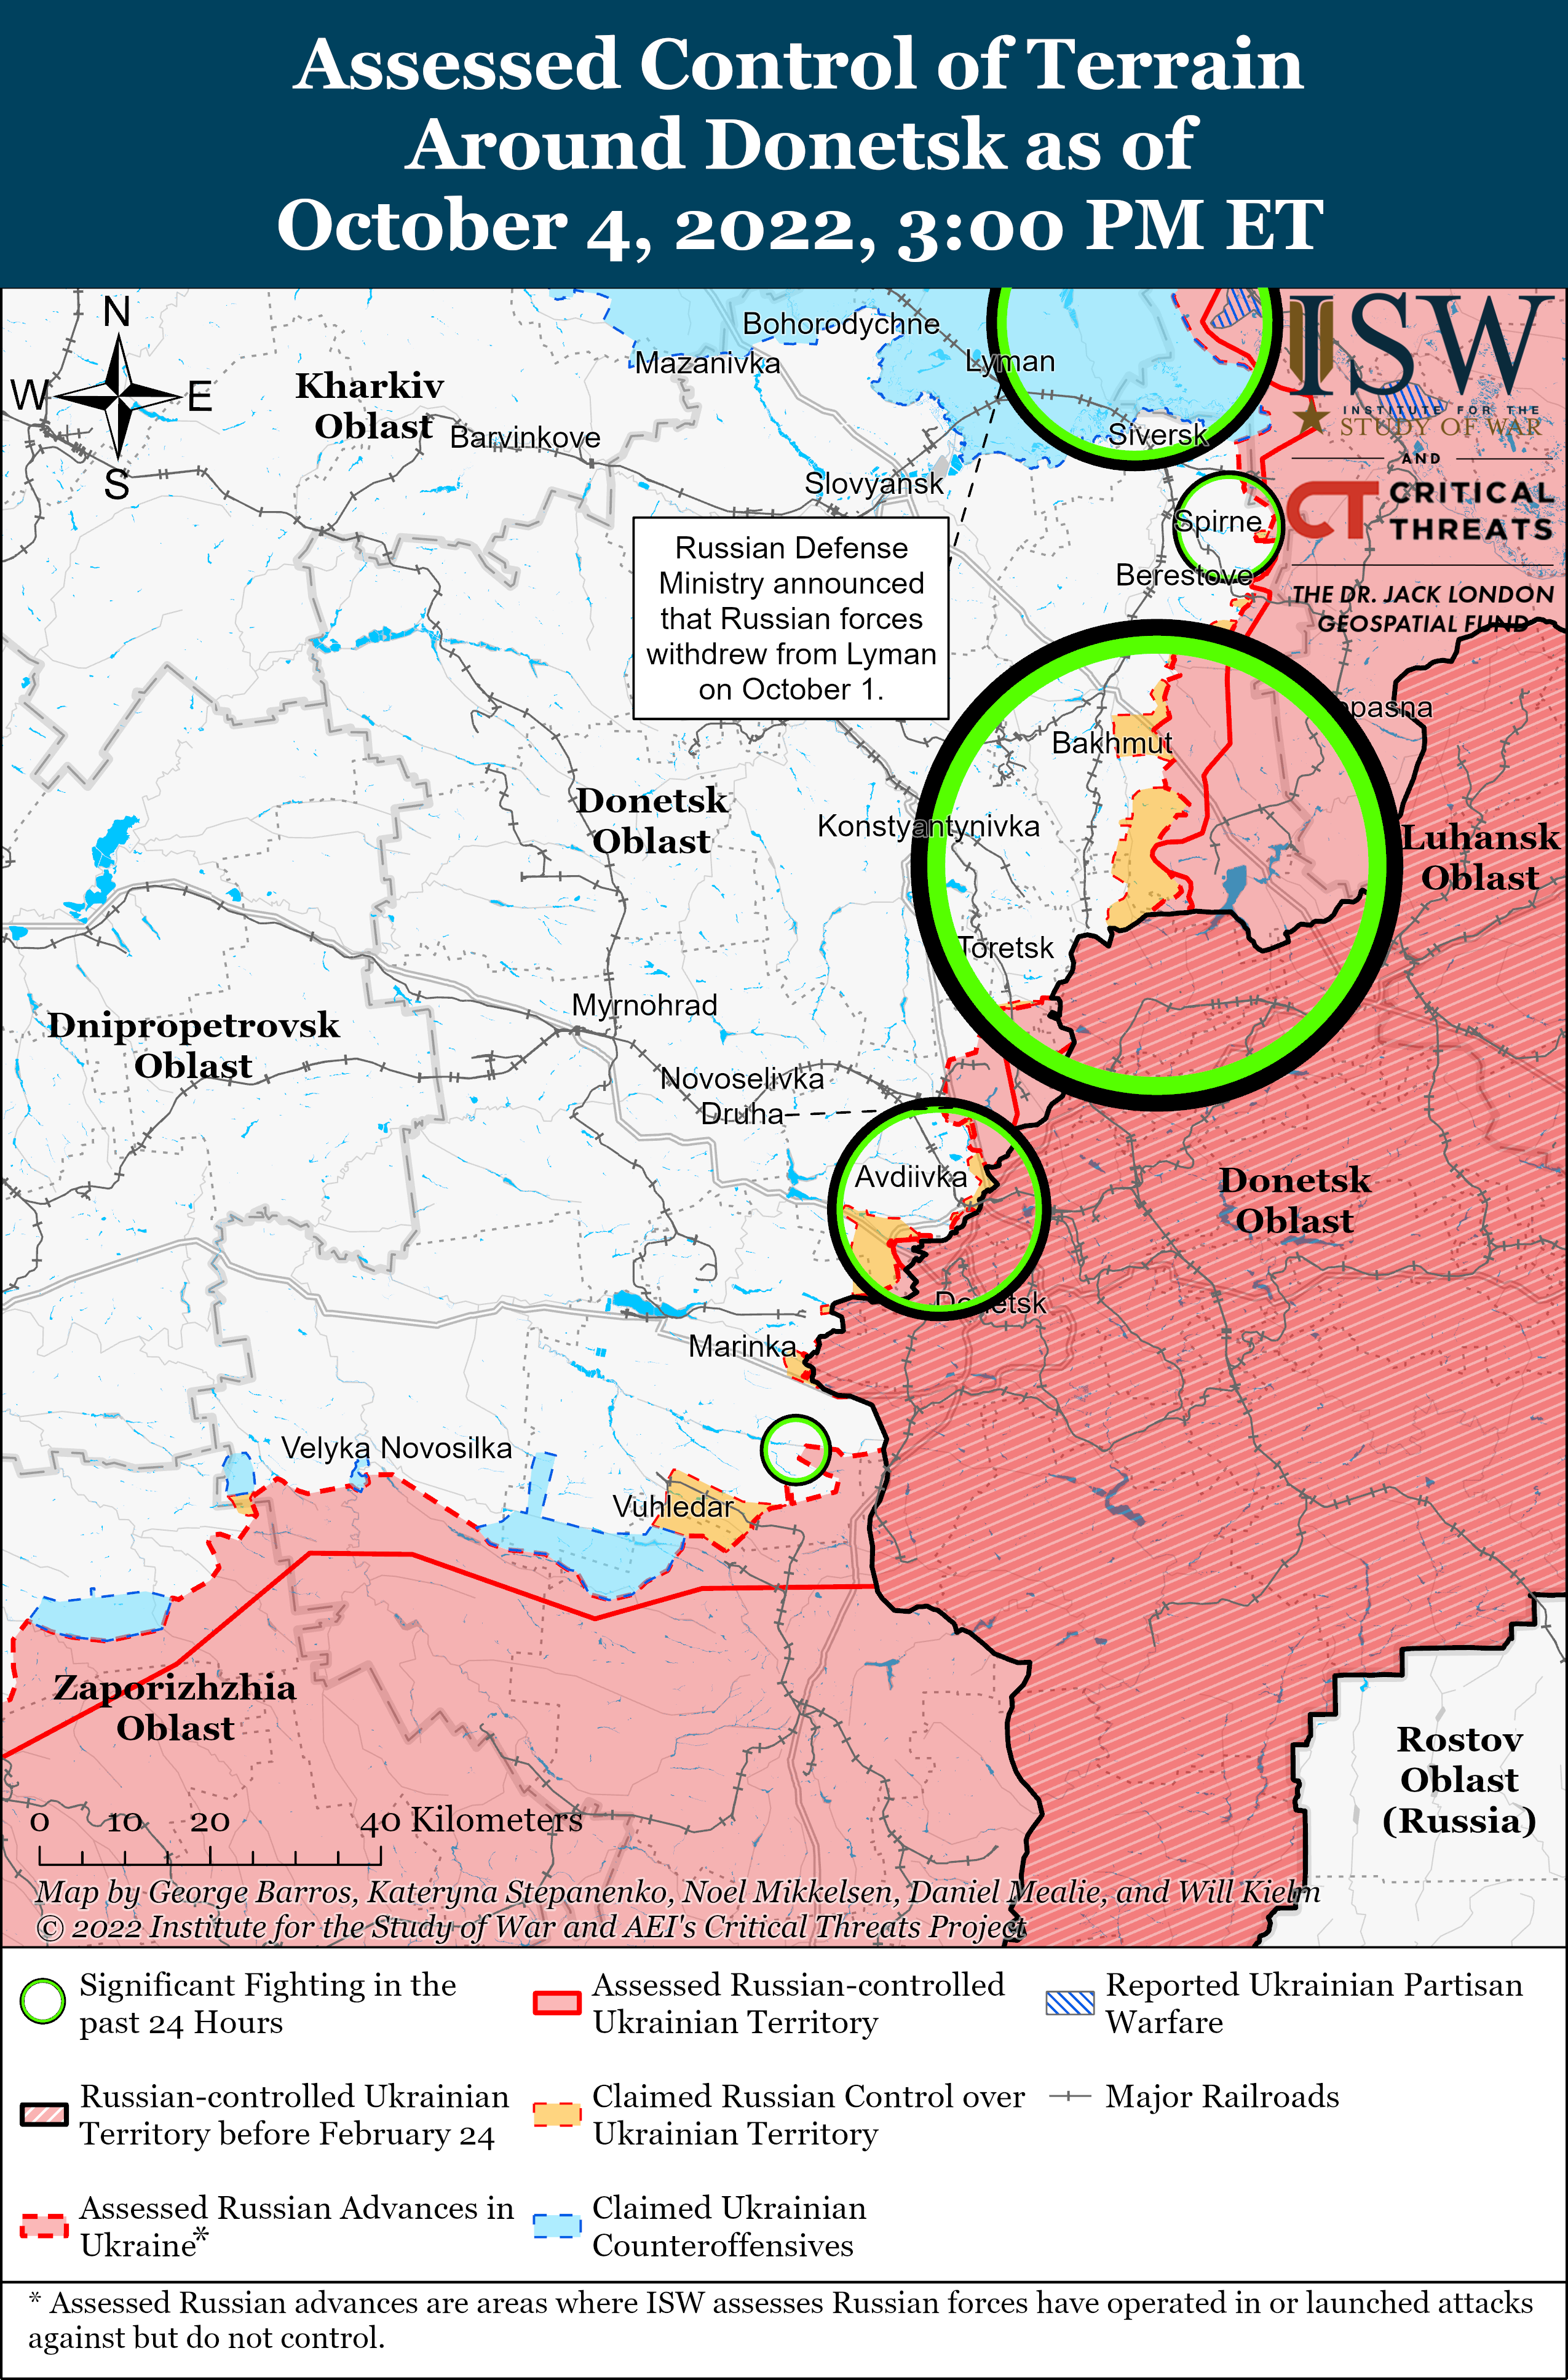 Assessed Control of Terrain
Around Donetsk as of
October 4, 2022, 3:00 PM ET
N
W
E
S
ISW
INSTITUTE FOR THE
STUDY OF WAR
AND
CT CRITICAL
THREATS
THE DR. JACK LONDON
GEOSPATIAL FUND
Bohorodychne
Mazanivka
Lyman
Kharkiv
Oblast
Barvinkove
Siversk
Slovyansk
Spirne
Berestove
Russian Defense
Ministry announced
that Russian forces
withdrew from Lyman
on October 1.
opasna
Bakhmut
Donetsk
Oblast
Konstyantynivka
Luhansk
Oblast
Toretsk
Myrnohrad
Dnipropetrovsk
Oblast
Novoselivka
Druha
Avdiivka
Donetsk
Oblast
Donetsk
Marinka
Velyka Novosilka
Vuhledar
Zaporizhzhia
Oblast
Rostov
Oblast
(Russia)
0 10 20 40 Kilometers
Map by George Barros, Kateryna Stepanenko, Noel Mikkelsen, Daniel Mealie, and Will Kielm
© 2022 Institute for the Study of War and AEI's Critical Threats Project
Significant Fighting in the
past 24 Hours
Russian-controlled Ukrainian
Territory before February 24
Assessed Russian Advances in
Ukraine*
Assessed Russian-controlled
Ukrainian Territory
Claimed Russian Control over
Ukrainian Territory
Claimed Ukrainian
Counteroffensives
Reported Ukrainian Partisan
Warfare
Major Railroads
* Assessed Russian advances are areas where ISW assesses Russian forces have operated in or launched attacks
against but do not control.